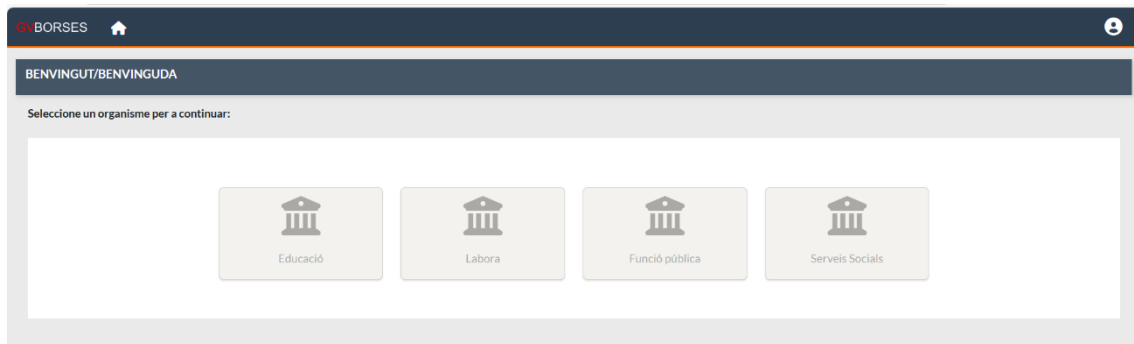 GVBORSES
BENVINGUT/BENVINGUDA
Seleccione un organisme per a continuar:
Educació
Labora
Funció pública
Serveis Socials